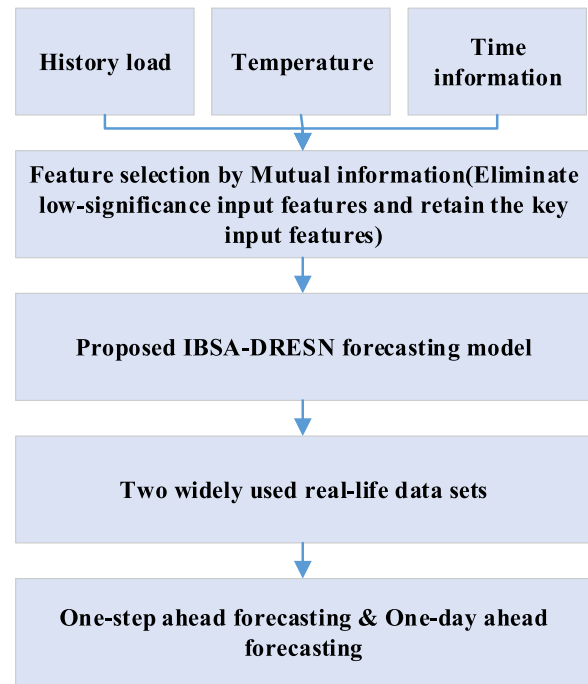 History load
Temperature
Time
information
Feature selection by Mutual information(Eliminate
low-significance input features and retain the key
input features)
Proposed IBSA-DRESN forecasting model
Two widely used real-life data sets
One-step ahead forecasting & One-day ahead
forecasting